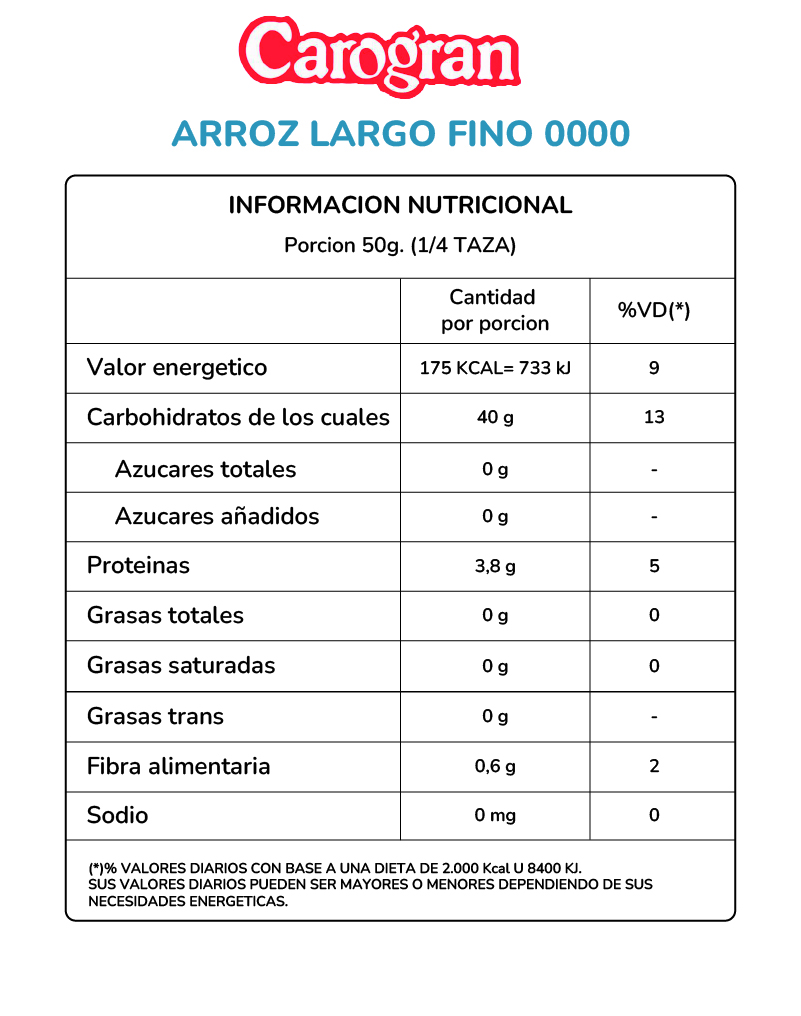 Carogran
ARROZ LARGO FINO 0000
INFORMACION NUTRICIONAL
Porcion 50g. (1/4 TAZA)
Cantidad
por porcion
%VD(*)
Valor energetico 175 KCAL= 733 kJ 9
Carbohidratos de los cuales 40 g 13
Azucares totales 0 g -
Azucares añadidos 0 g -
Proteinas 3,8 g 5
Grasas totales 0 g 0
Grasas saturadas 0 g 0
Grasas trans 0 g -
Fibra alimentaria 0,6 g 2
Sodio 0 mg 0
(*)% VALORES DIARIOS CON BASE A UNA DIETA DE 2.000 Kcal U 8400 KJ.
SUS VALORES DIARIOS PUEDEN SER MAYORES O MENORES DEPENDIENDO DE SUS
NECESIDADES ENERGETICAS.